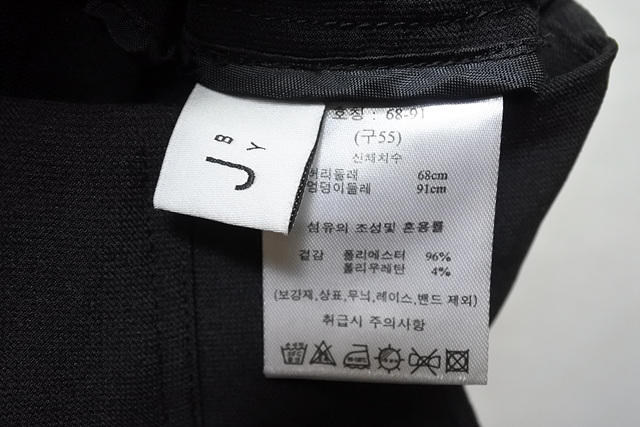 J
BY
호칭 : 68-91
(구55)
신체치수
허리둘레 68cm
엉덩이둘레 91cm
섬유의 조성및 혼용률
겉감 폴리에스터 96%
폴리우레탄 4%
(보강재,상표,무늬,레이스,밴드 제외)
취급시 주의사항